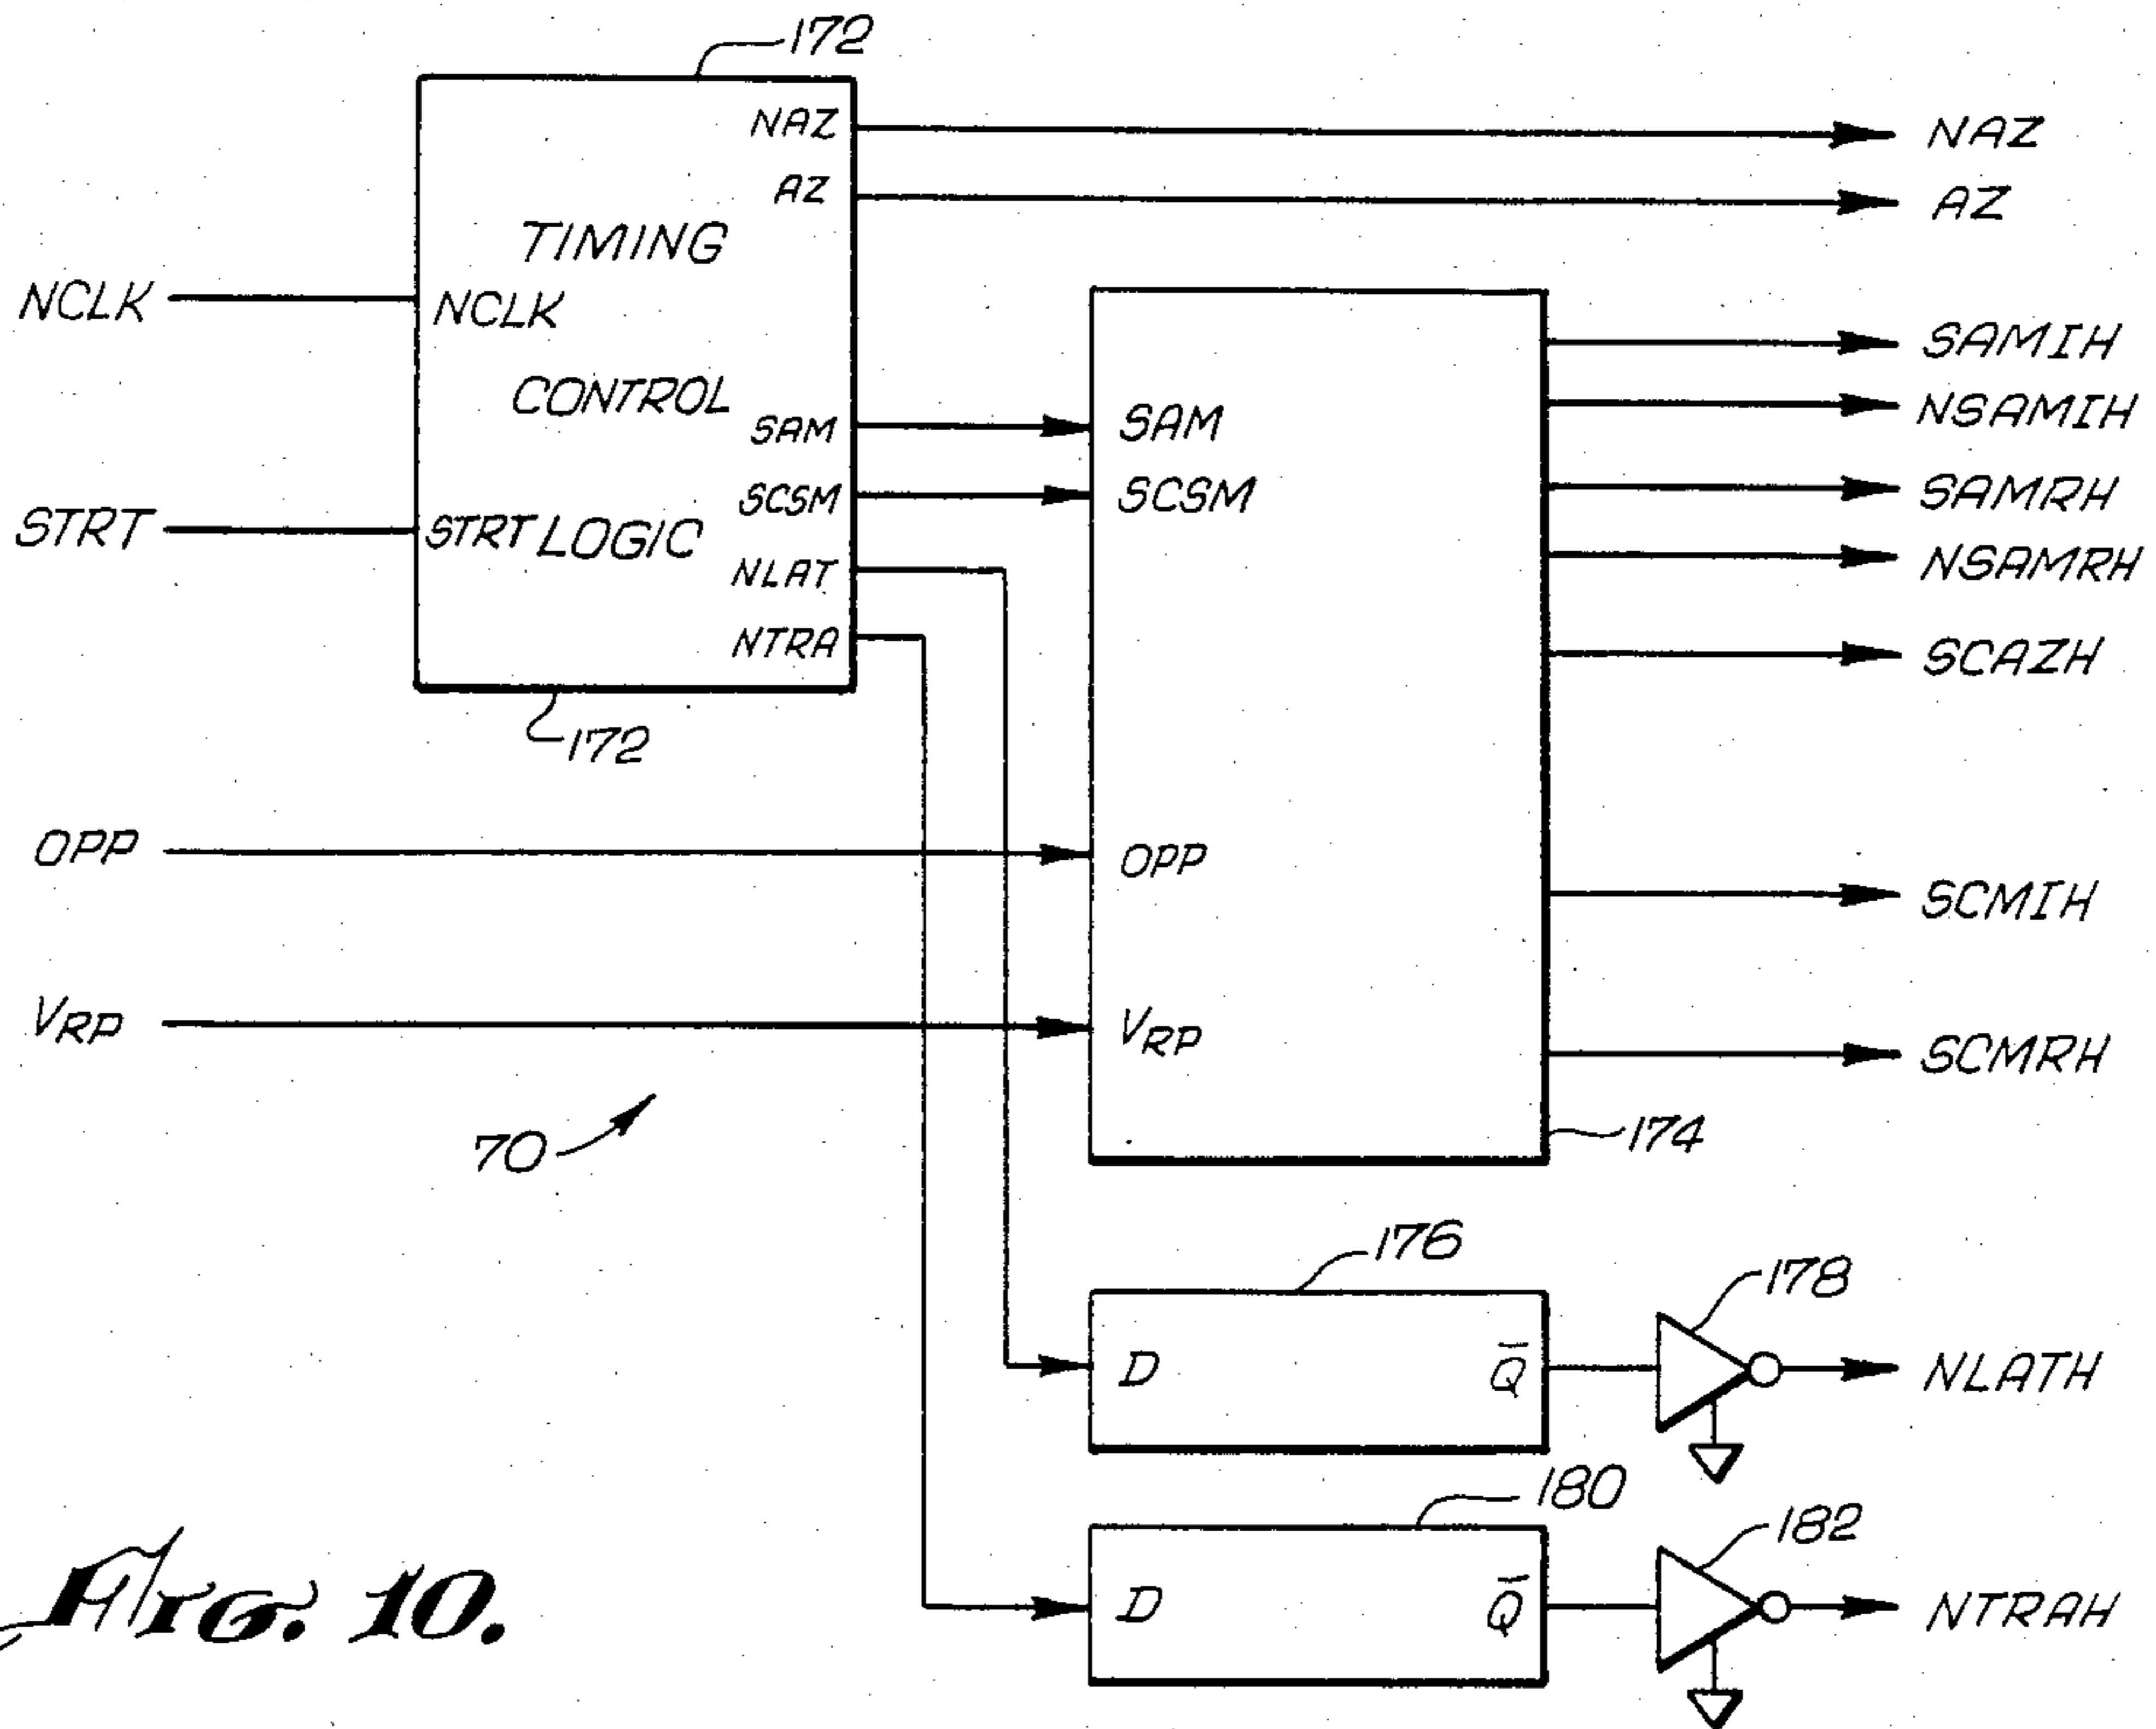 172
NAZ
NAZ
AZ
AZ
TIMING
NCLK
NCLK
CONTROL
SAMIH
NSAMIH
SAM
SAM
SCSM
SCSM
SAMRH
STRT
STRT LOGIC
NSAMRH
NLAT
NTRA
SCAZH
172
OPP
OPP
SCMIH
VRP
VRP
SCMRH
70
174
176
178
D
Q̅
NLATH
180
182
D
Q̅
NTRAH
FIG. 10.